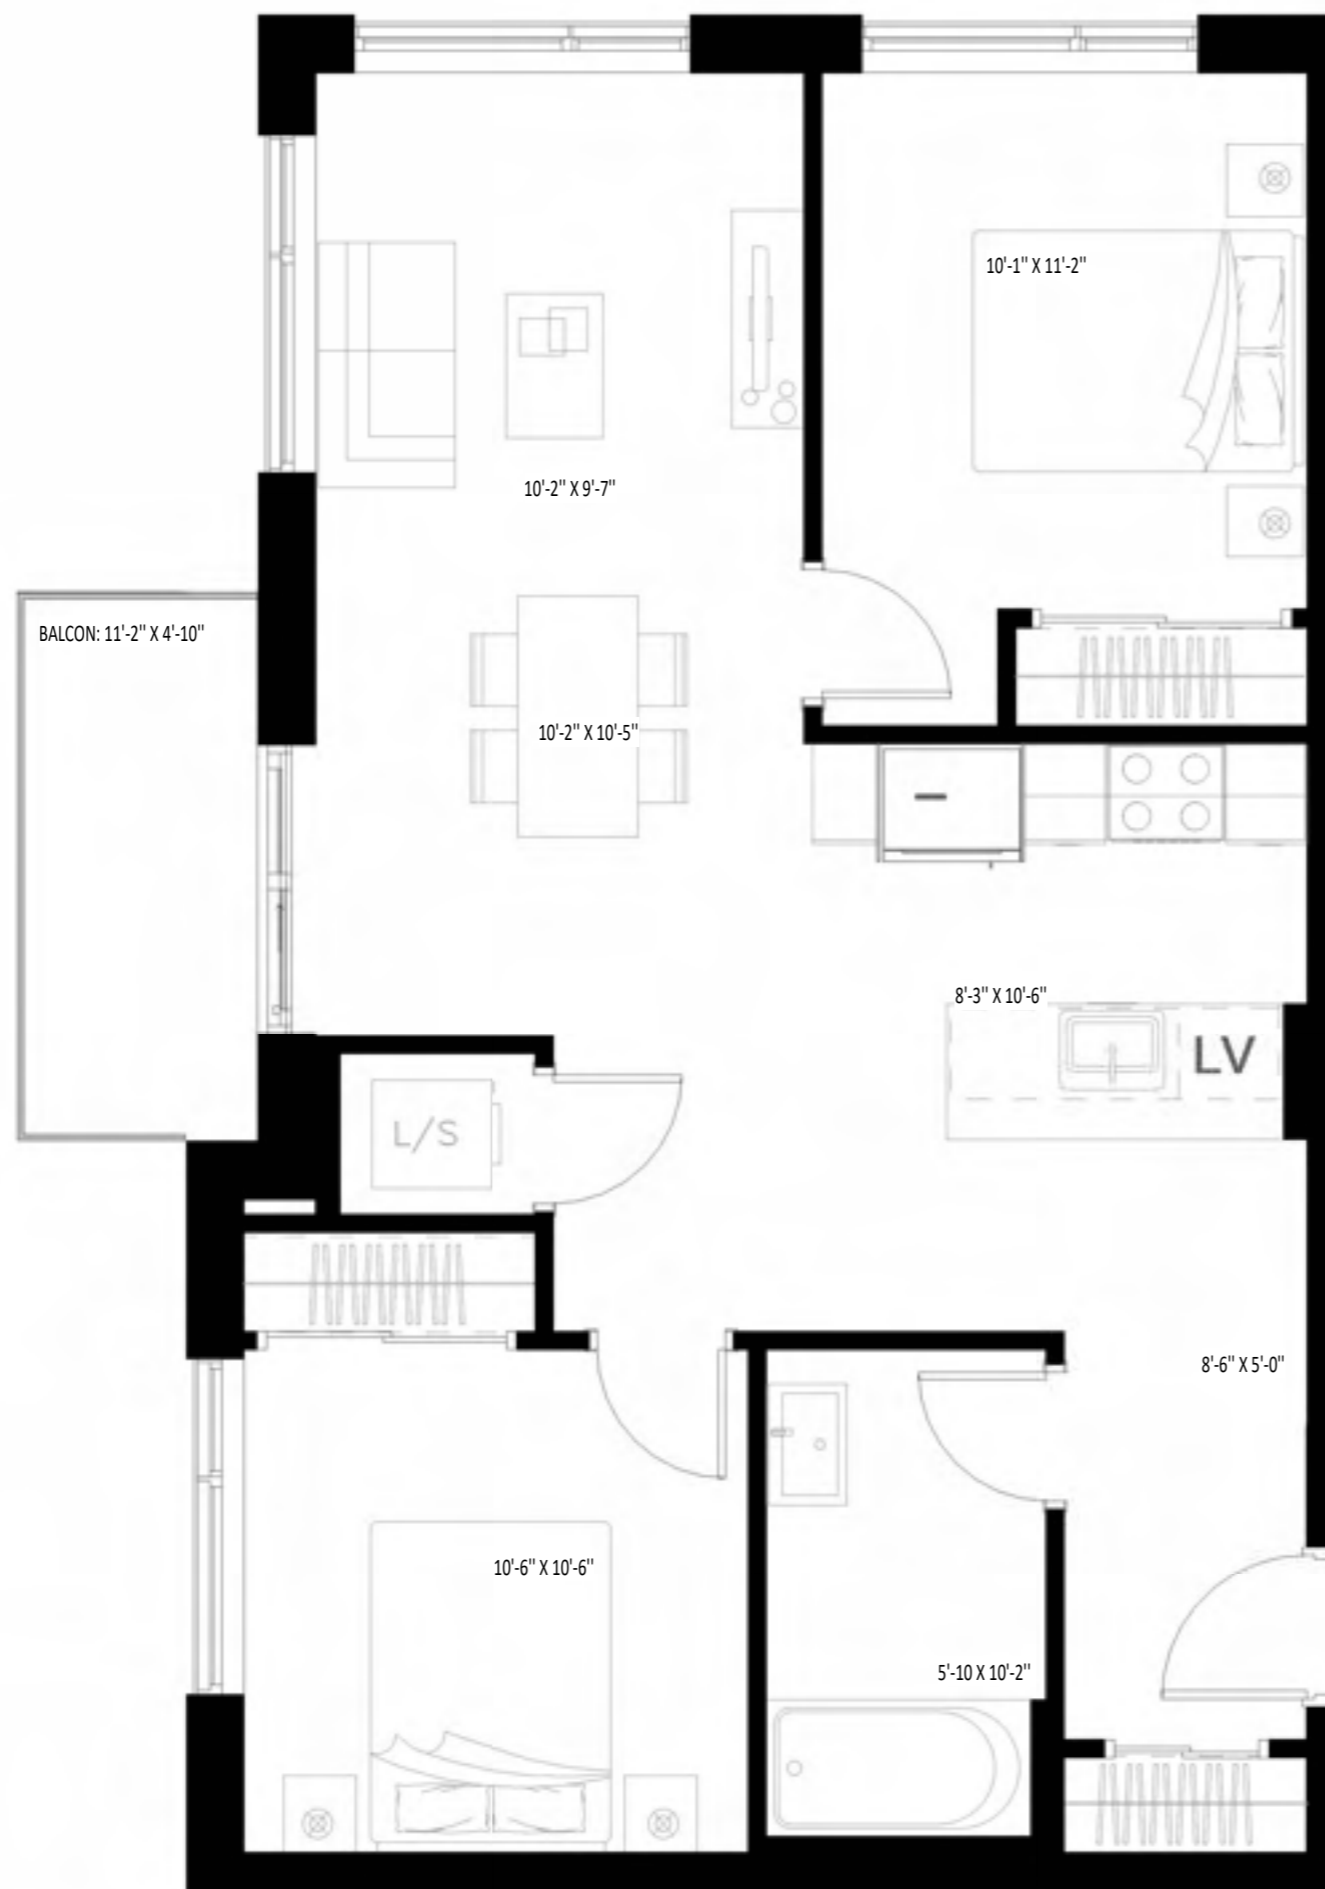 10'-1" X 11'-2"
10'-2" X 9'-7"
BALCON: 11'-2" X 4'-10"
10'-2" X 10'-5"
8'-3" X 10'-6"
LV
L/S
8'-6" X 5'-0"
10'-6" X 10'-6"
5'-10 X 10'-2"